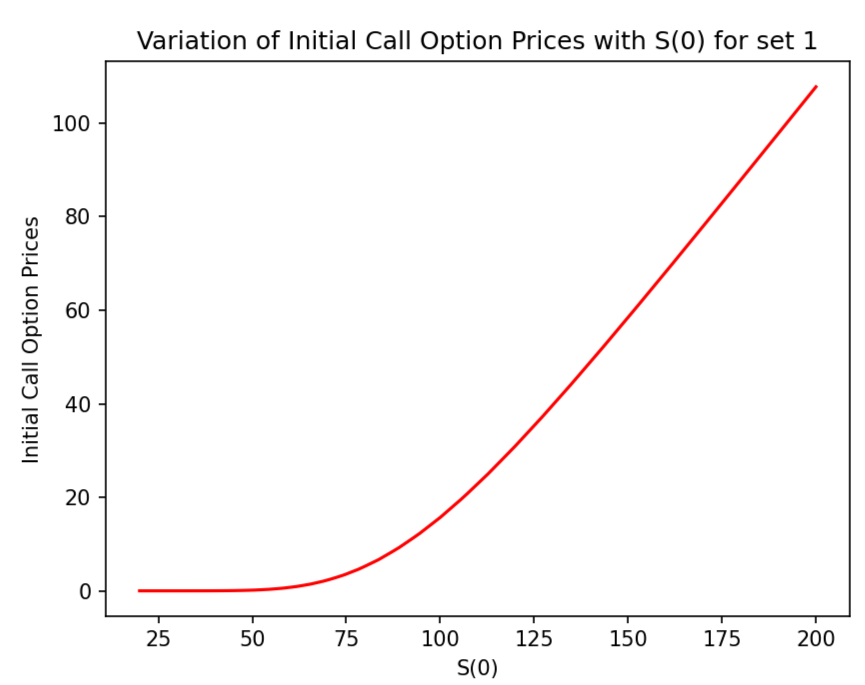 Variation of Initial Call Option Prices with S(0) for set 1
Initial Call Option Prices
100
80
60
40
20
0
25 50 75 100 125 150 175 200
S(0)